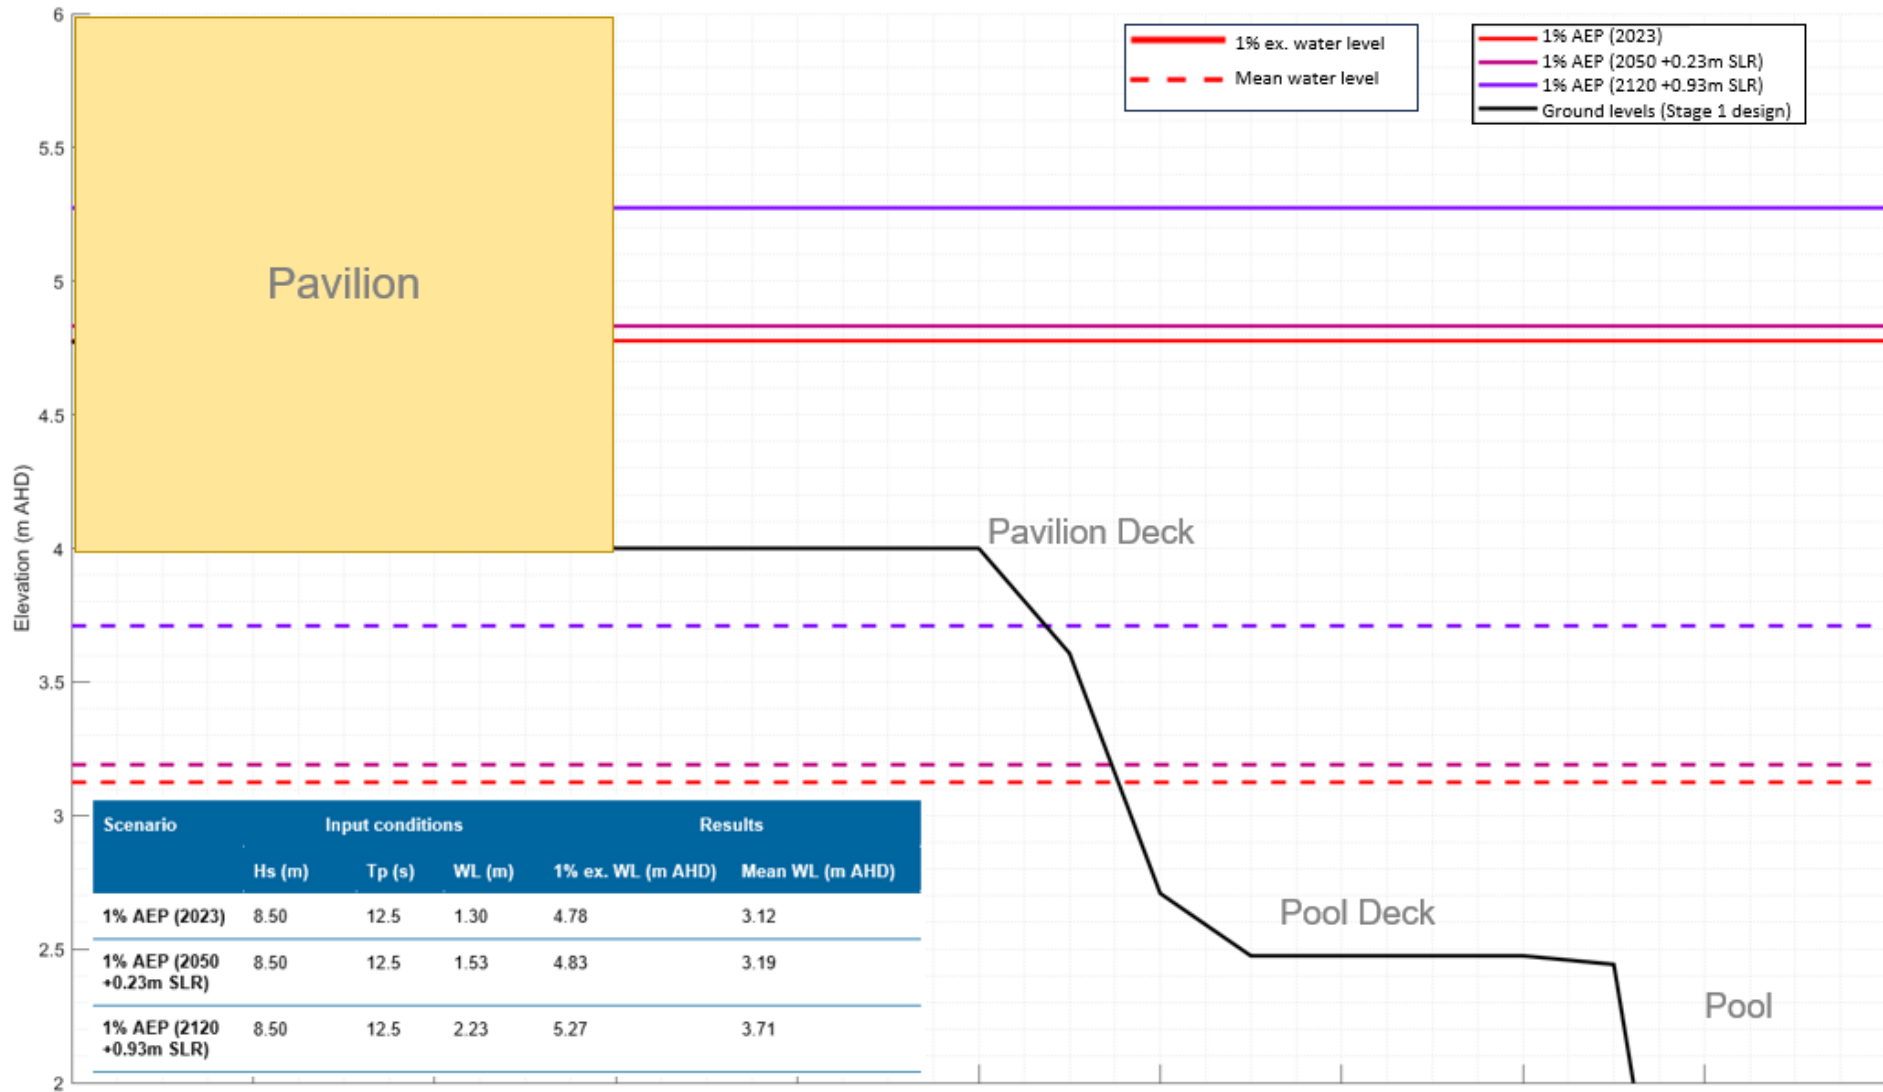 6
5.5
5
4.5
4
3.5
3
2.5
2
Elevation (m AHD)
1% ex. water level
Mean water level
1% AEP (2023)
1% AEP (2050 +0.23m SLR)
1% AEP (2120 +0.93m SLR)
Ground levels (Stage 1 design)
Pavilion
Pavilion Deck
Pool Deck
Pool
Scenario Input conditions Results
Hs (m) Tp (s) WL (m) 1% ex. WL (m AHD) Mean WL (m AHD)
1% AEP (2023) 8.50 12.5 1.30 4.78 3.12
1% AEP (2050 8.50 12.5 1.53 4.83 3.19
+0.23m SLR)
1% AEP (2120 8.50 12.5 2.23 5.27 3.71
+0.93m SLR)